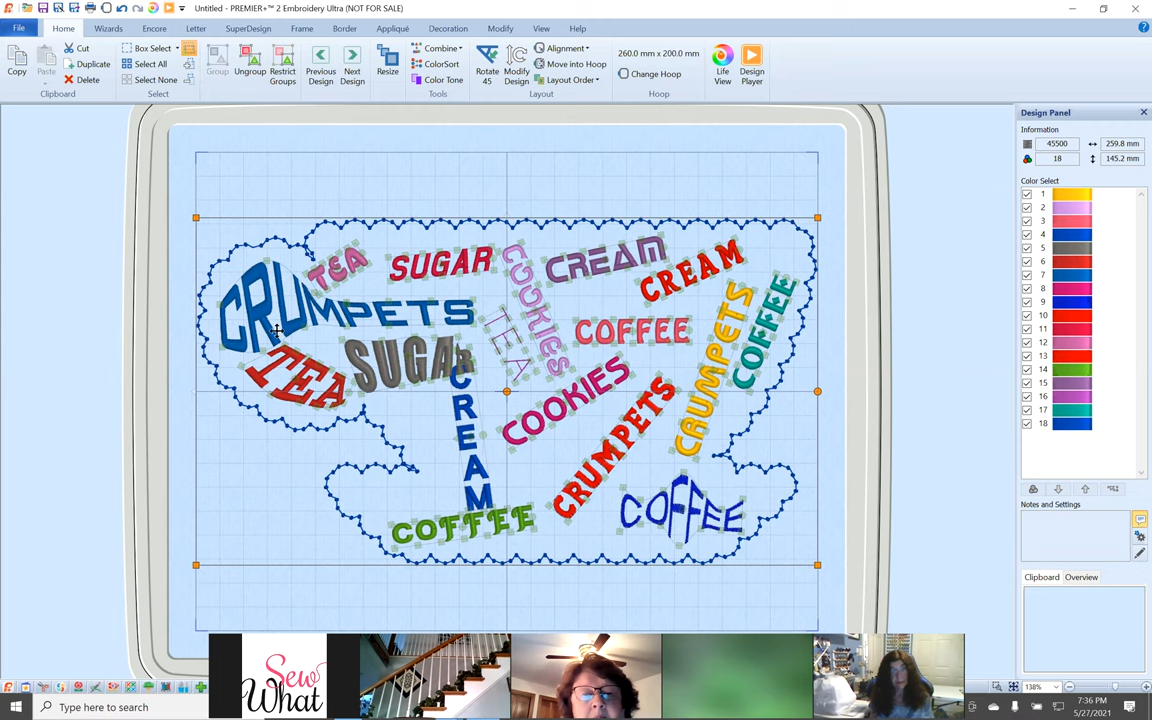 Untitled - PREMIER+™ 2 Embroidery Ultra (NOT FOR SALE)
File Home Wizards Encore Letter SuperDesign Frame Border Appliqué Decoration Modify Help
Copy Paste Cut Duplicate Delete Clipboard
Box Select Select All Select None Select
Group Ungroup Restrict Groups Previous Design Next Design Resize
Combine ColorSort Color Tone Tools
Rotate 45 Modify Design Alignment Move into Hoop Layout Order Layout
260.0 mm x 200.0 mm Change Hoop Hoop
Life View Design Player
Design Panel
Information
45500 259.8 mm
18 145.2 mm
Color Select
1
2
3
4
5
6
7
8
9
10
11
12
13
14
15
16
17
18
Notes and Settings
Clipboard Overview
TEA
SUGAR
COOKIES
CREAM
CREAM
CRUMPETS
TEA
COFFEE
CRUMPETS
COFFEE
TEA
SUGAR
CREAM
COOKIES
CRUMPETS
COFFEE
COFFEE
Sew What
138%
Type here to search
7:36 PM
5/27/2021